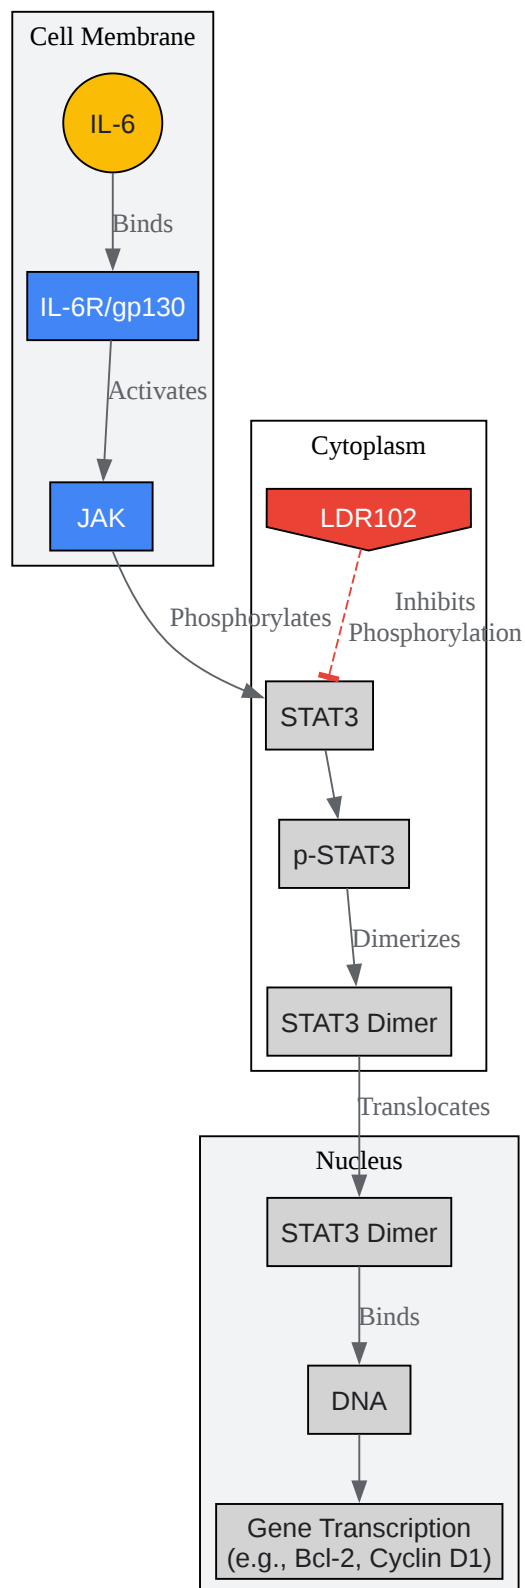 Cell Membrane
IL-6
Binds
IL-6R/gp130
Activates
JAK
Phosphorylates
Cytoplasm
LDR102
Inhibits
Phosphorylation
STAT3
p-STAT3
Dimerizes
STAT3 Dimer
Translocates
Nucleus
STAT3 Dimer
Binds
DNA
Gene Transcription
(e.g., Bcl-2, Cyclin D1)